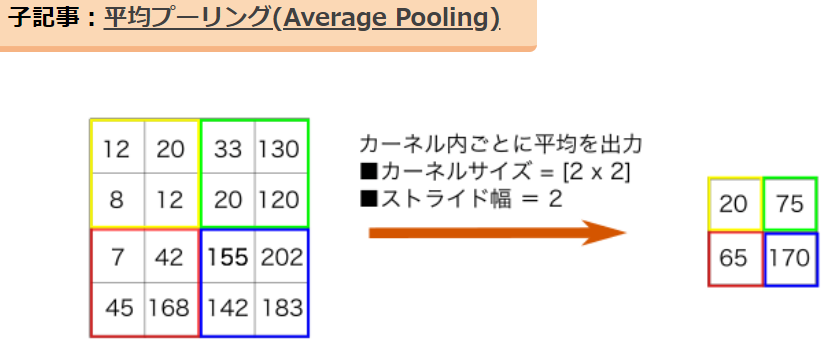 子記事：平均プーリング(Average Pooling)
カーネル内ごとに平均を出力
■カーネルサイズ = [2 x 2]
■ストライド幅 ＝ 2
12 20 33 130
8 12 20 120
7 42 155 202
45 168 142 183
20 75
65 170